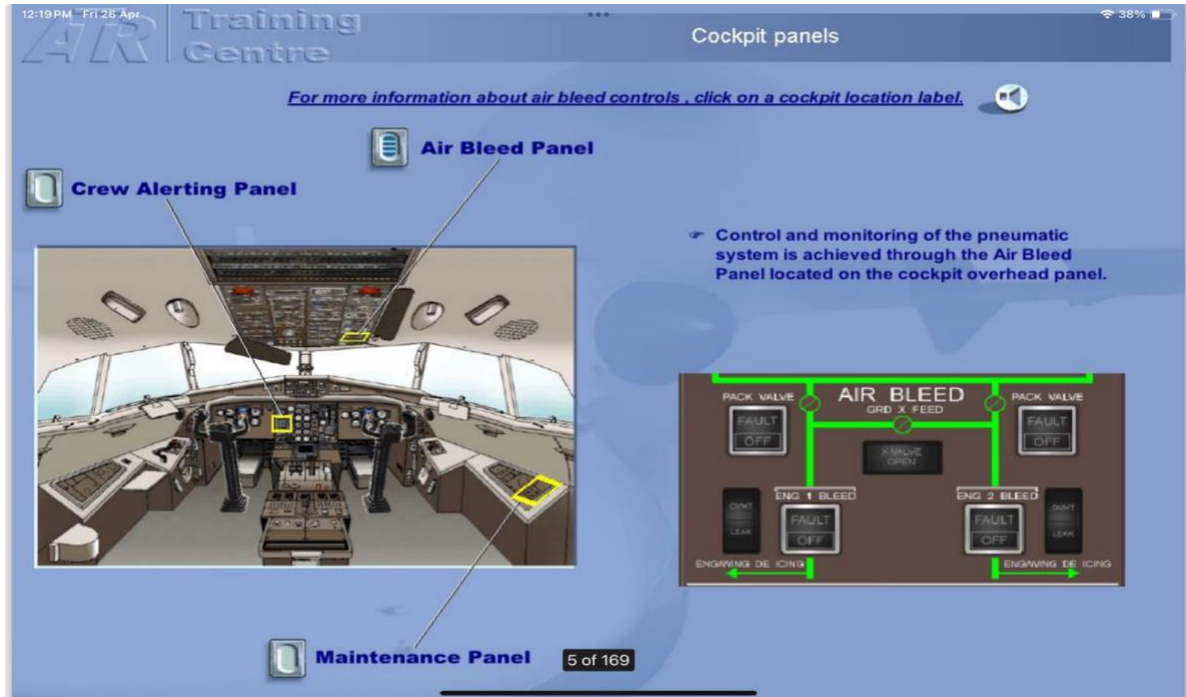 12:19 PM Fri 26 Apr
38%
ATR Training
Centre
Cockpit panels
For more information about air bleed controls , click on a cockpit location label.
Air Bleed Panel
Crew Alerting Panel
Control and monitoring of the pneumatic
system is achieved through the Air Bleed
Panel located on the cockpit overhead panel.
PACK VALVE
AIR BLEED
PACK VALVE
GRD X FEED
FAULT
OFF
FAULT
OFF
X VALVE
OPEN
ENG 1 BLEED
ENG 2 BLEED
OVHT
LEAK
FAULT
OFF
FAULT
OFF
OVHT
LEAK
ENG/WING DE ICING
ENG/WING DE ICING
Maintenance Panel
5 of 169